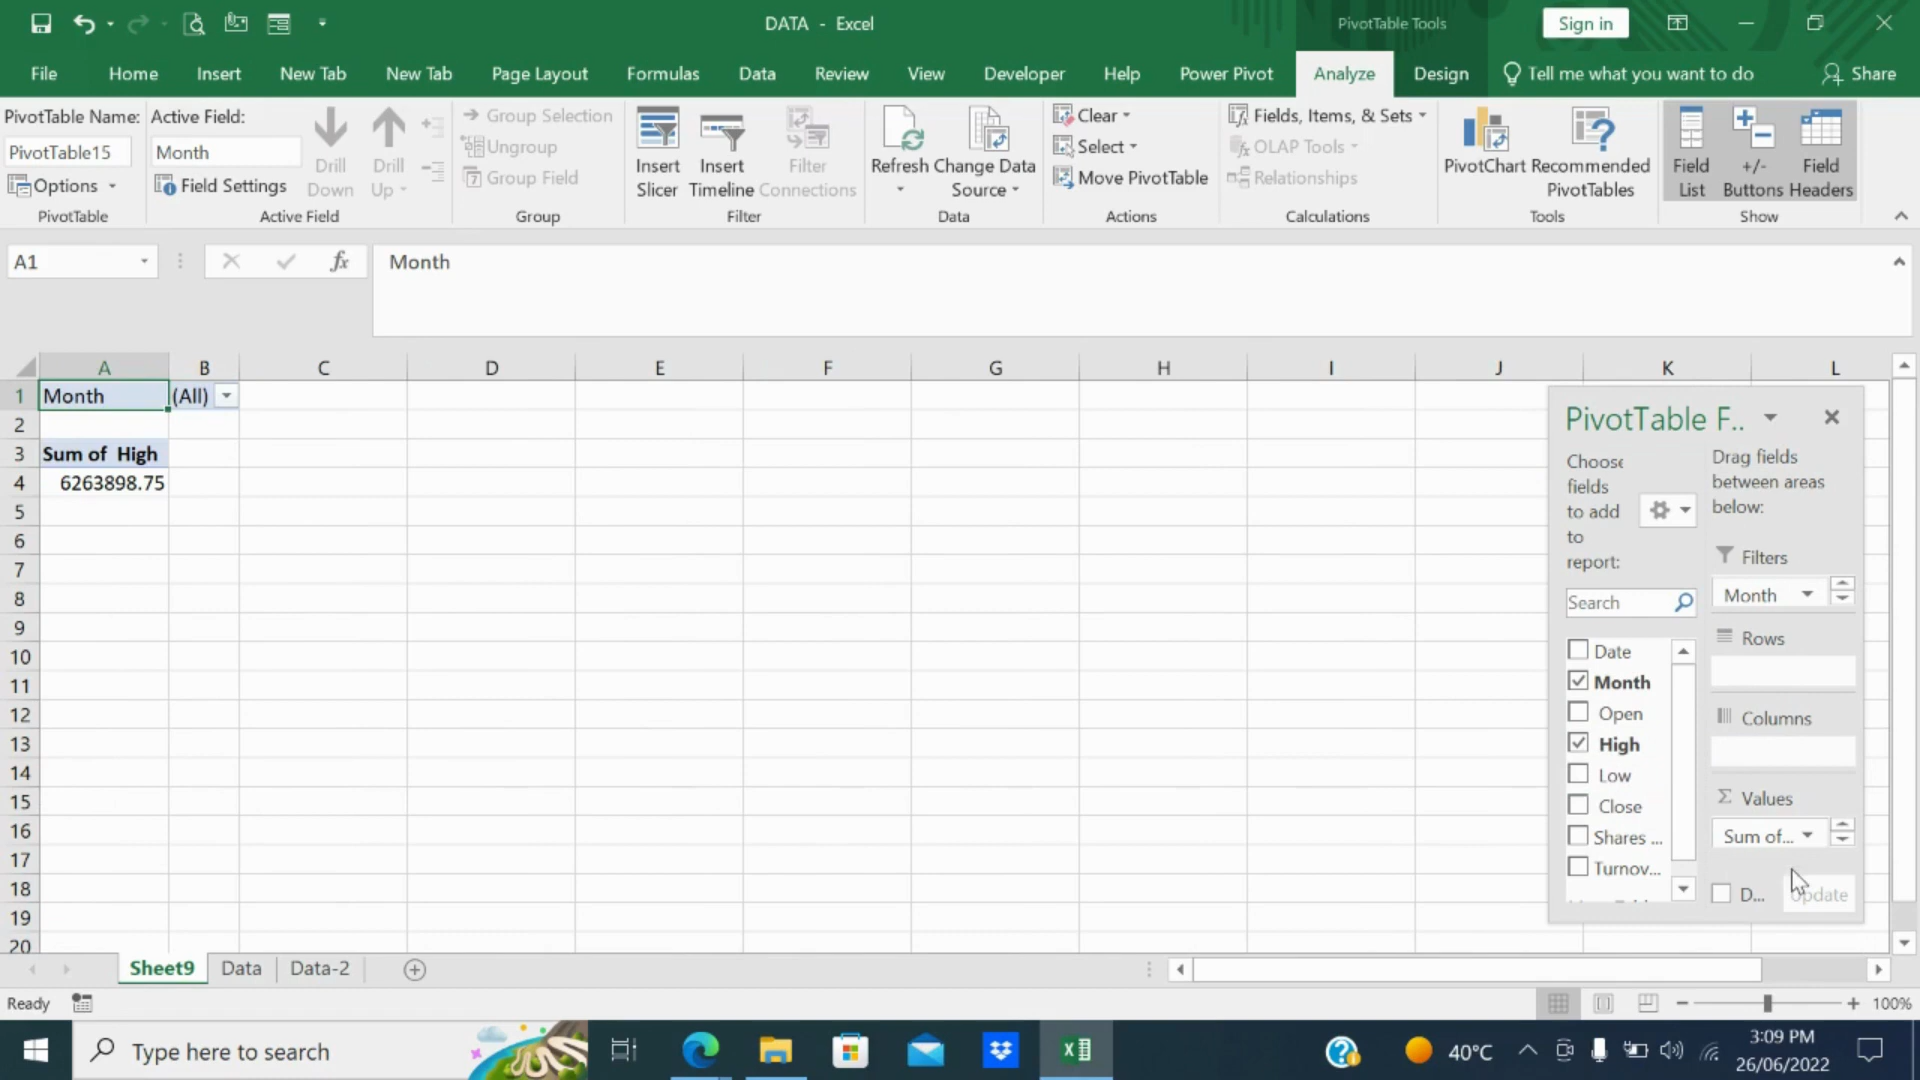 DATA - Excel
PivotTable Tools
Sign in
File Home Insert New Tab New Tab Page Layout Formulas Data Review View Developer Help Power Pivot Analyze Design Tell me what you want to do Share
PivotTable Name:
PivotTable15
Options
PivotTable
Active Field:
Month
Field Settings
Drill Down
Drill Up
Active Field
Group Selection
Ungroup
Group Field
Group
Insert Slicer
Insert Timeline
Filter Connections
Filter
Refresh
Change Data Source
Data
Clear
Select
Move PivotTable
Actions
Fields, Items, & Sets
OLAP Tools
Relationships
Calculations
PivotChart
Recommended PivotTables
Tools
Field List
+/- Buttons
Field Headers
Show
A1
fx
Month
A B C D E F G H I J K L
1 Month (All)
2
3 Sum of High
4 6263898.75
5
6
7
8
9
10
11
12
13
14
15
16
17
18
19
20
PivotTable F..
Choose
fields
to add
to
report:
Search
Date
Month
Open
High
Low
Close
Shares ...
Turnov...
Drag fields
between areas
below:
Filters
Month
Rows
Columns
Σ Values
Sum of...
D...
Update
Sheet9 Data Data-2
Ready
100%
Type here to search
40°C
3:09 PM
26/06/2022